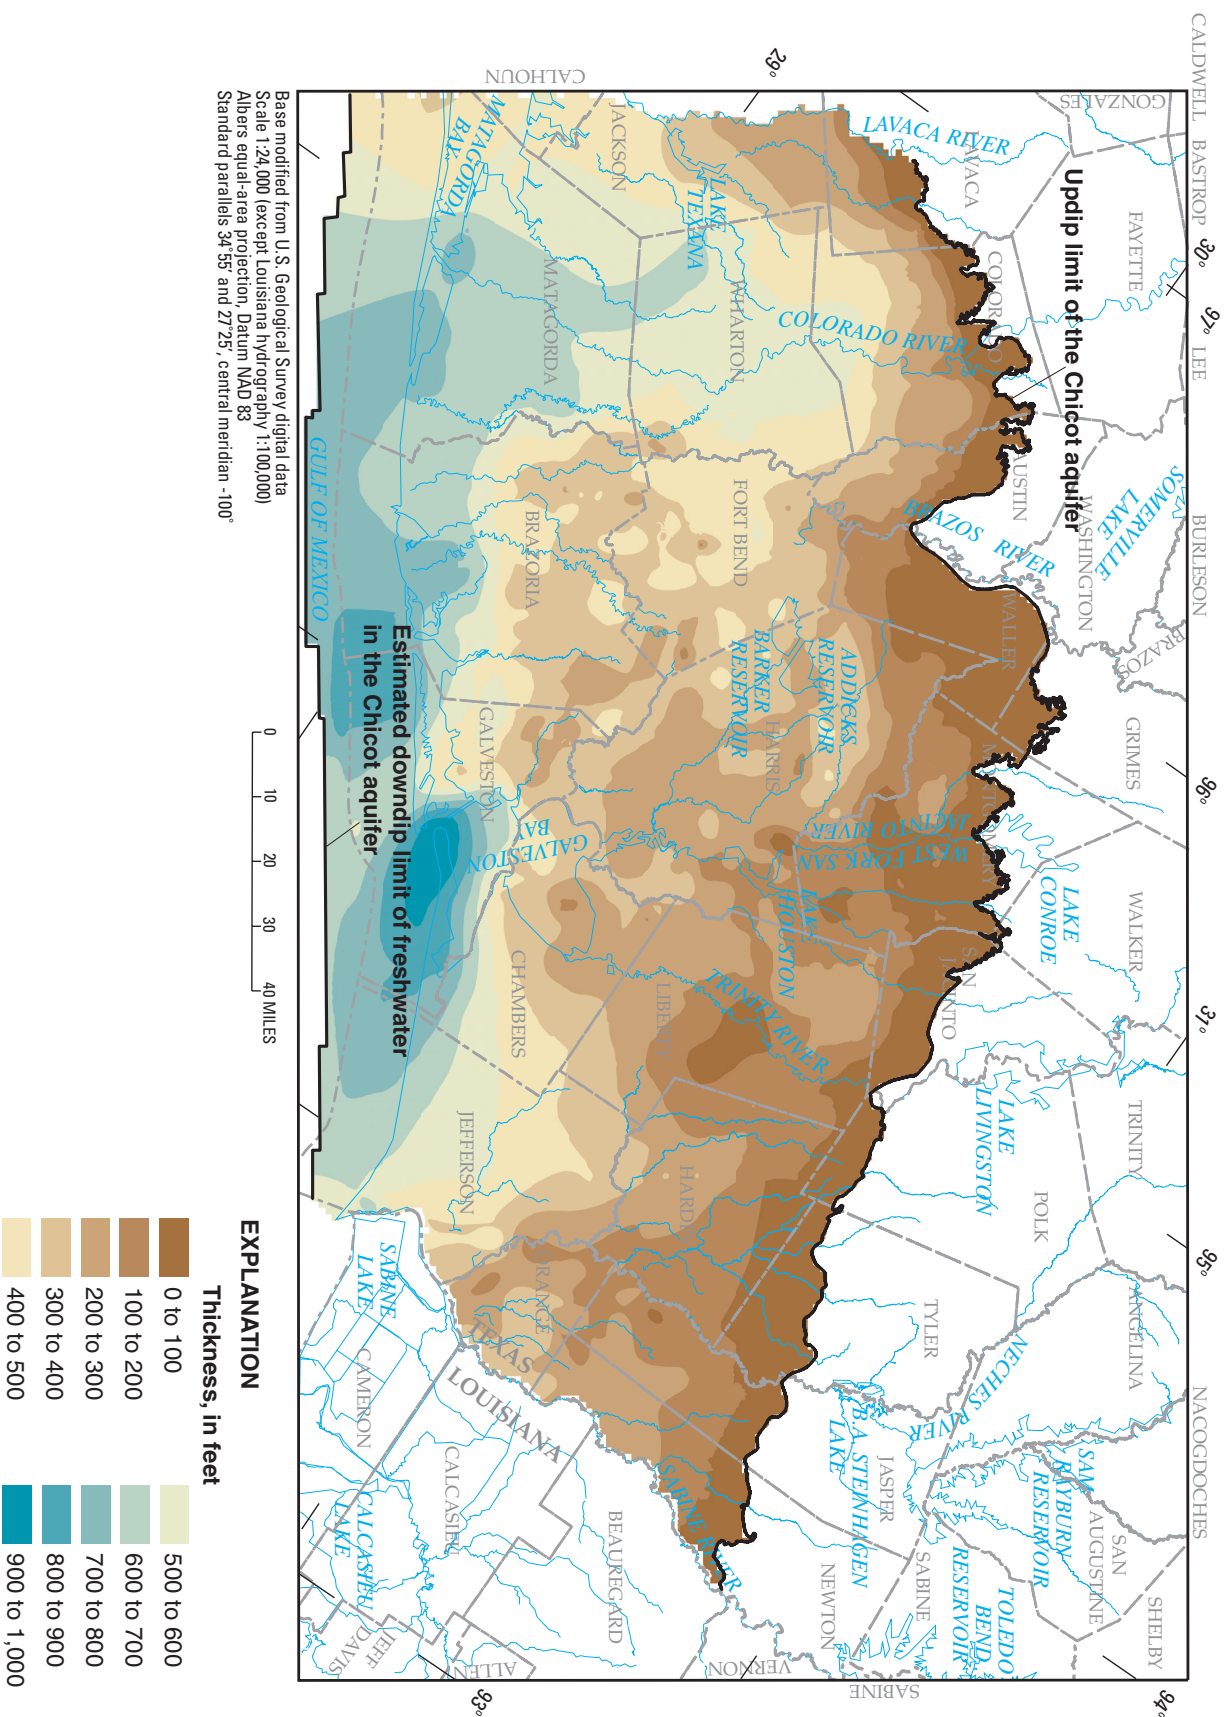 CALDWELL
BASTROP
30°
97°
LEE
BURLESON
BRAZOS
GRIMES
96°
WALKER
31°
TRINITY
95°
ANGELINA
NACOGDOCHES
94°
GONZALES
FAYETTE
WASHINGTON
SOMERVILLE
LAKE
LAVACA RIVER
LAVACA
Updip limit of the Chicot aquifer
COLORADO
AUSTIN
BRAZOS RIVER
WALLER
MONTGOMERY
LAKE
CONROE
SAN
JACINTO
LAKE
LIVINGSTON
POLK
TYLER
NECHES RIVER
B.A. STEINHAGEN
LAKE
JASPER
SAM
RAYBURN
RESERVOIR
SAN
AUGUSTINE
SHELBY
SABINE
TOLEDO
BEND
RESERVOIR
NEWTON
SABINE
VERNON
29°
CALHOUN
JACKSON
LAKE
TEXANA
WHARTON
COLORADO RIVER
MATAGORDA
MATAGORDA
BAY
FORT BEND
BRAZORIA
BARKER
RESERVOIR
ADDICKS
RESERVOIR
HARRIS
WEST FORK SAN
JACINTO RIVER
LAKE
HOUSTON
TRINITY RIVER
LIBERTY
HARDIN
GALVESTON
GALVESTON
BAY
CHAMBERS
JEFFERSON
ORANGE
TEXAS
LOUISIANA
SABINE RIVER
BEAUREGARD
CALCASIEU
CAMERON
SABINE
LAKE
CALCASIEU
LAKE
JEFF
DAVIS
ALLEN
93°
GULF OF MEXICO
Estimated downdip limit of freshwater
in the Chicot aquifer
Base modified from U.S. Geological Survey digital data
Scale 1:24,000 (except Louisiana hydrography 1:100,000)
Albers equal-area projection, Datum NAD 83
Standard parallels 34°55' and 27°25', central meridian -100°
0 10 20 30 40 MILES
EXPLANATION
Thickness, in feet
0 to 100
100 to 200
200 to 300
300 to 400
400 to 500
500 to 600
600 to 700
700 to 800
800 to 900
900 to 1,000